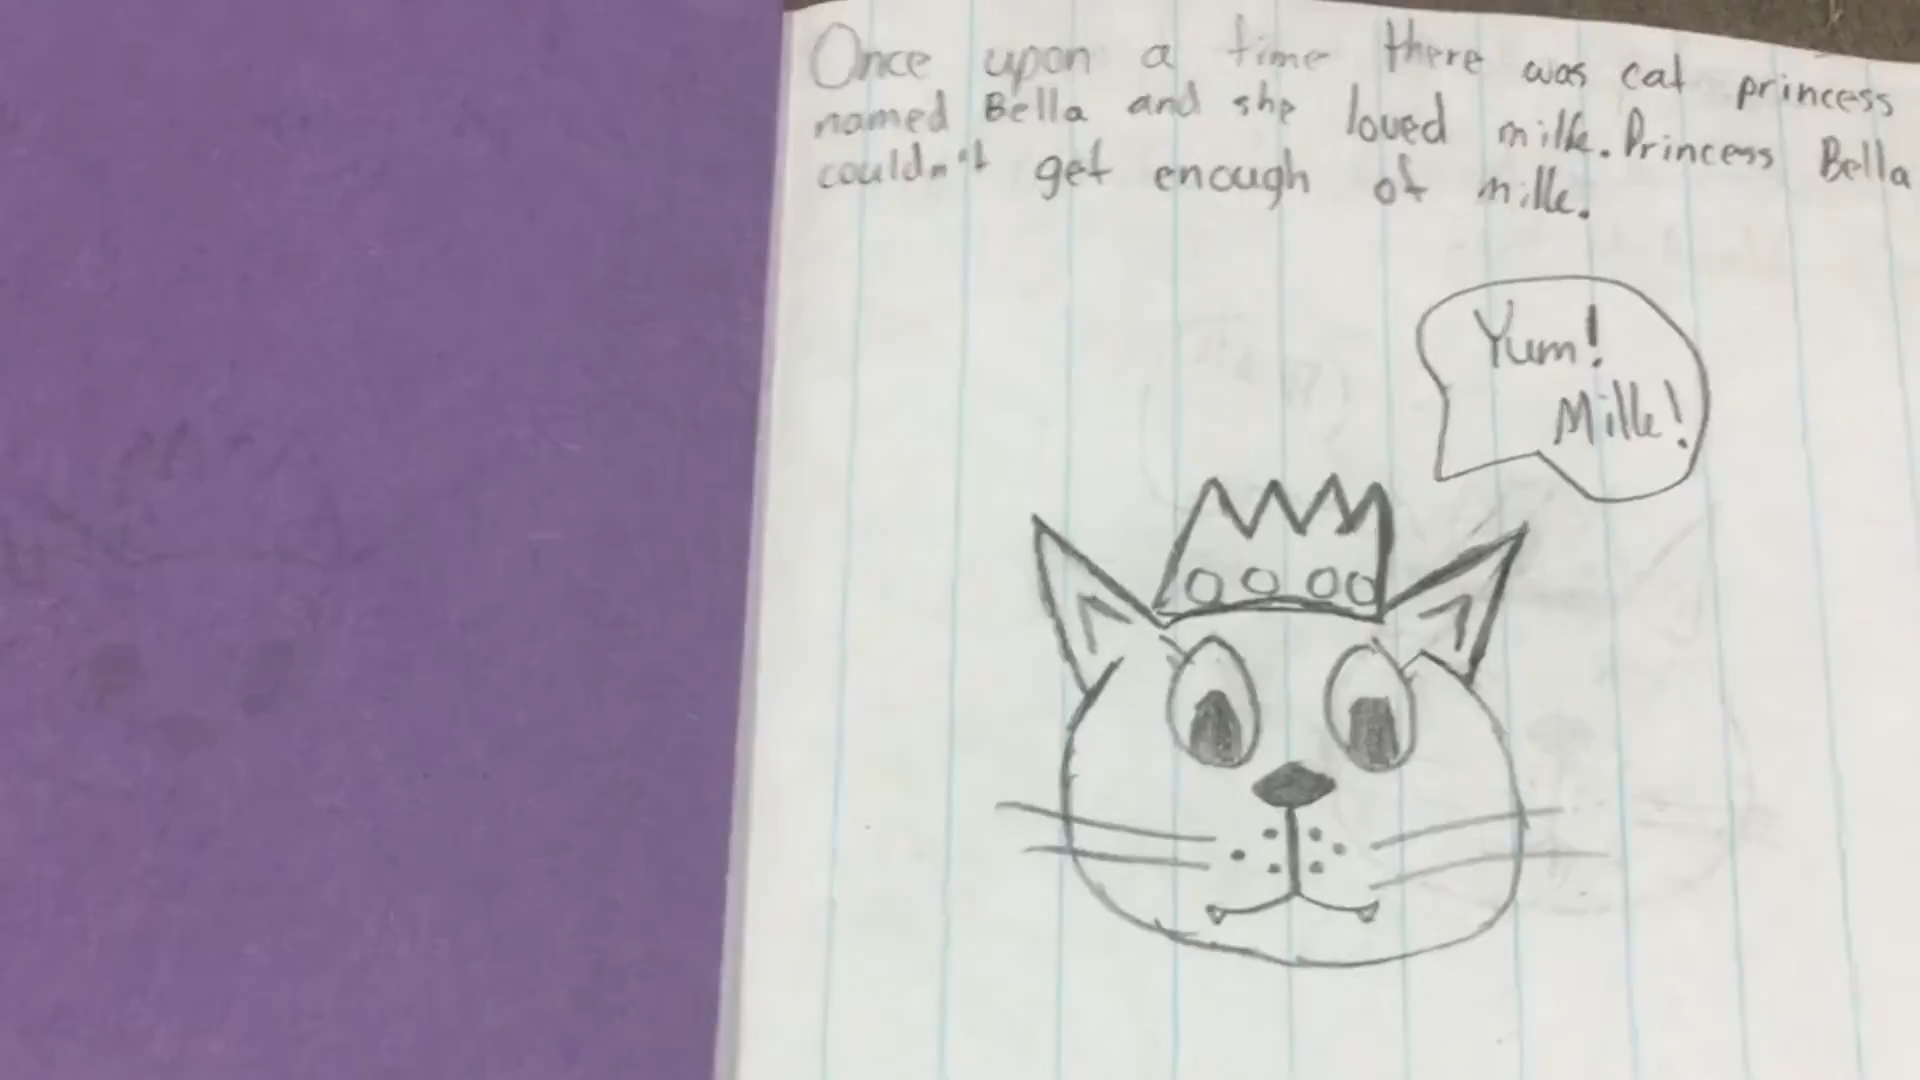 Once upon a time there was cat princess
named Bella and she loved milk. Princess Bella
couldn't get enough of milk.
Yum!
Milk!